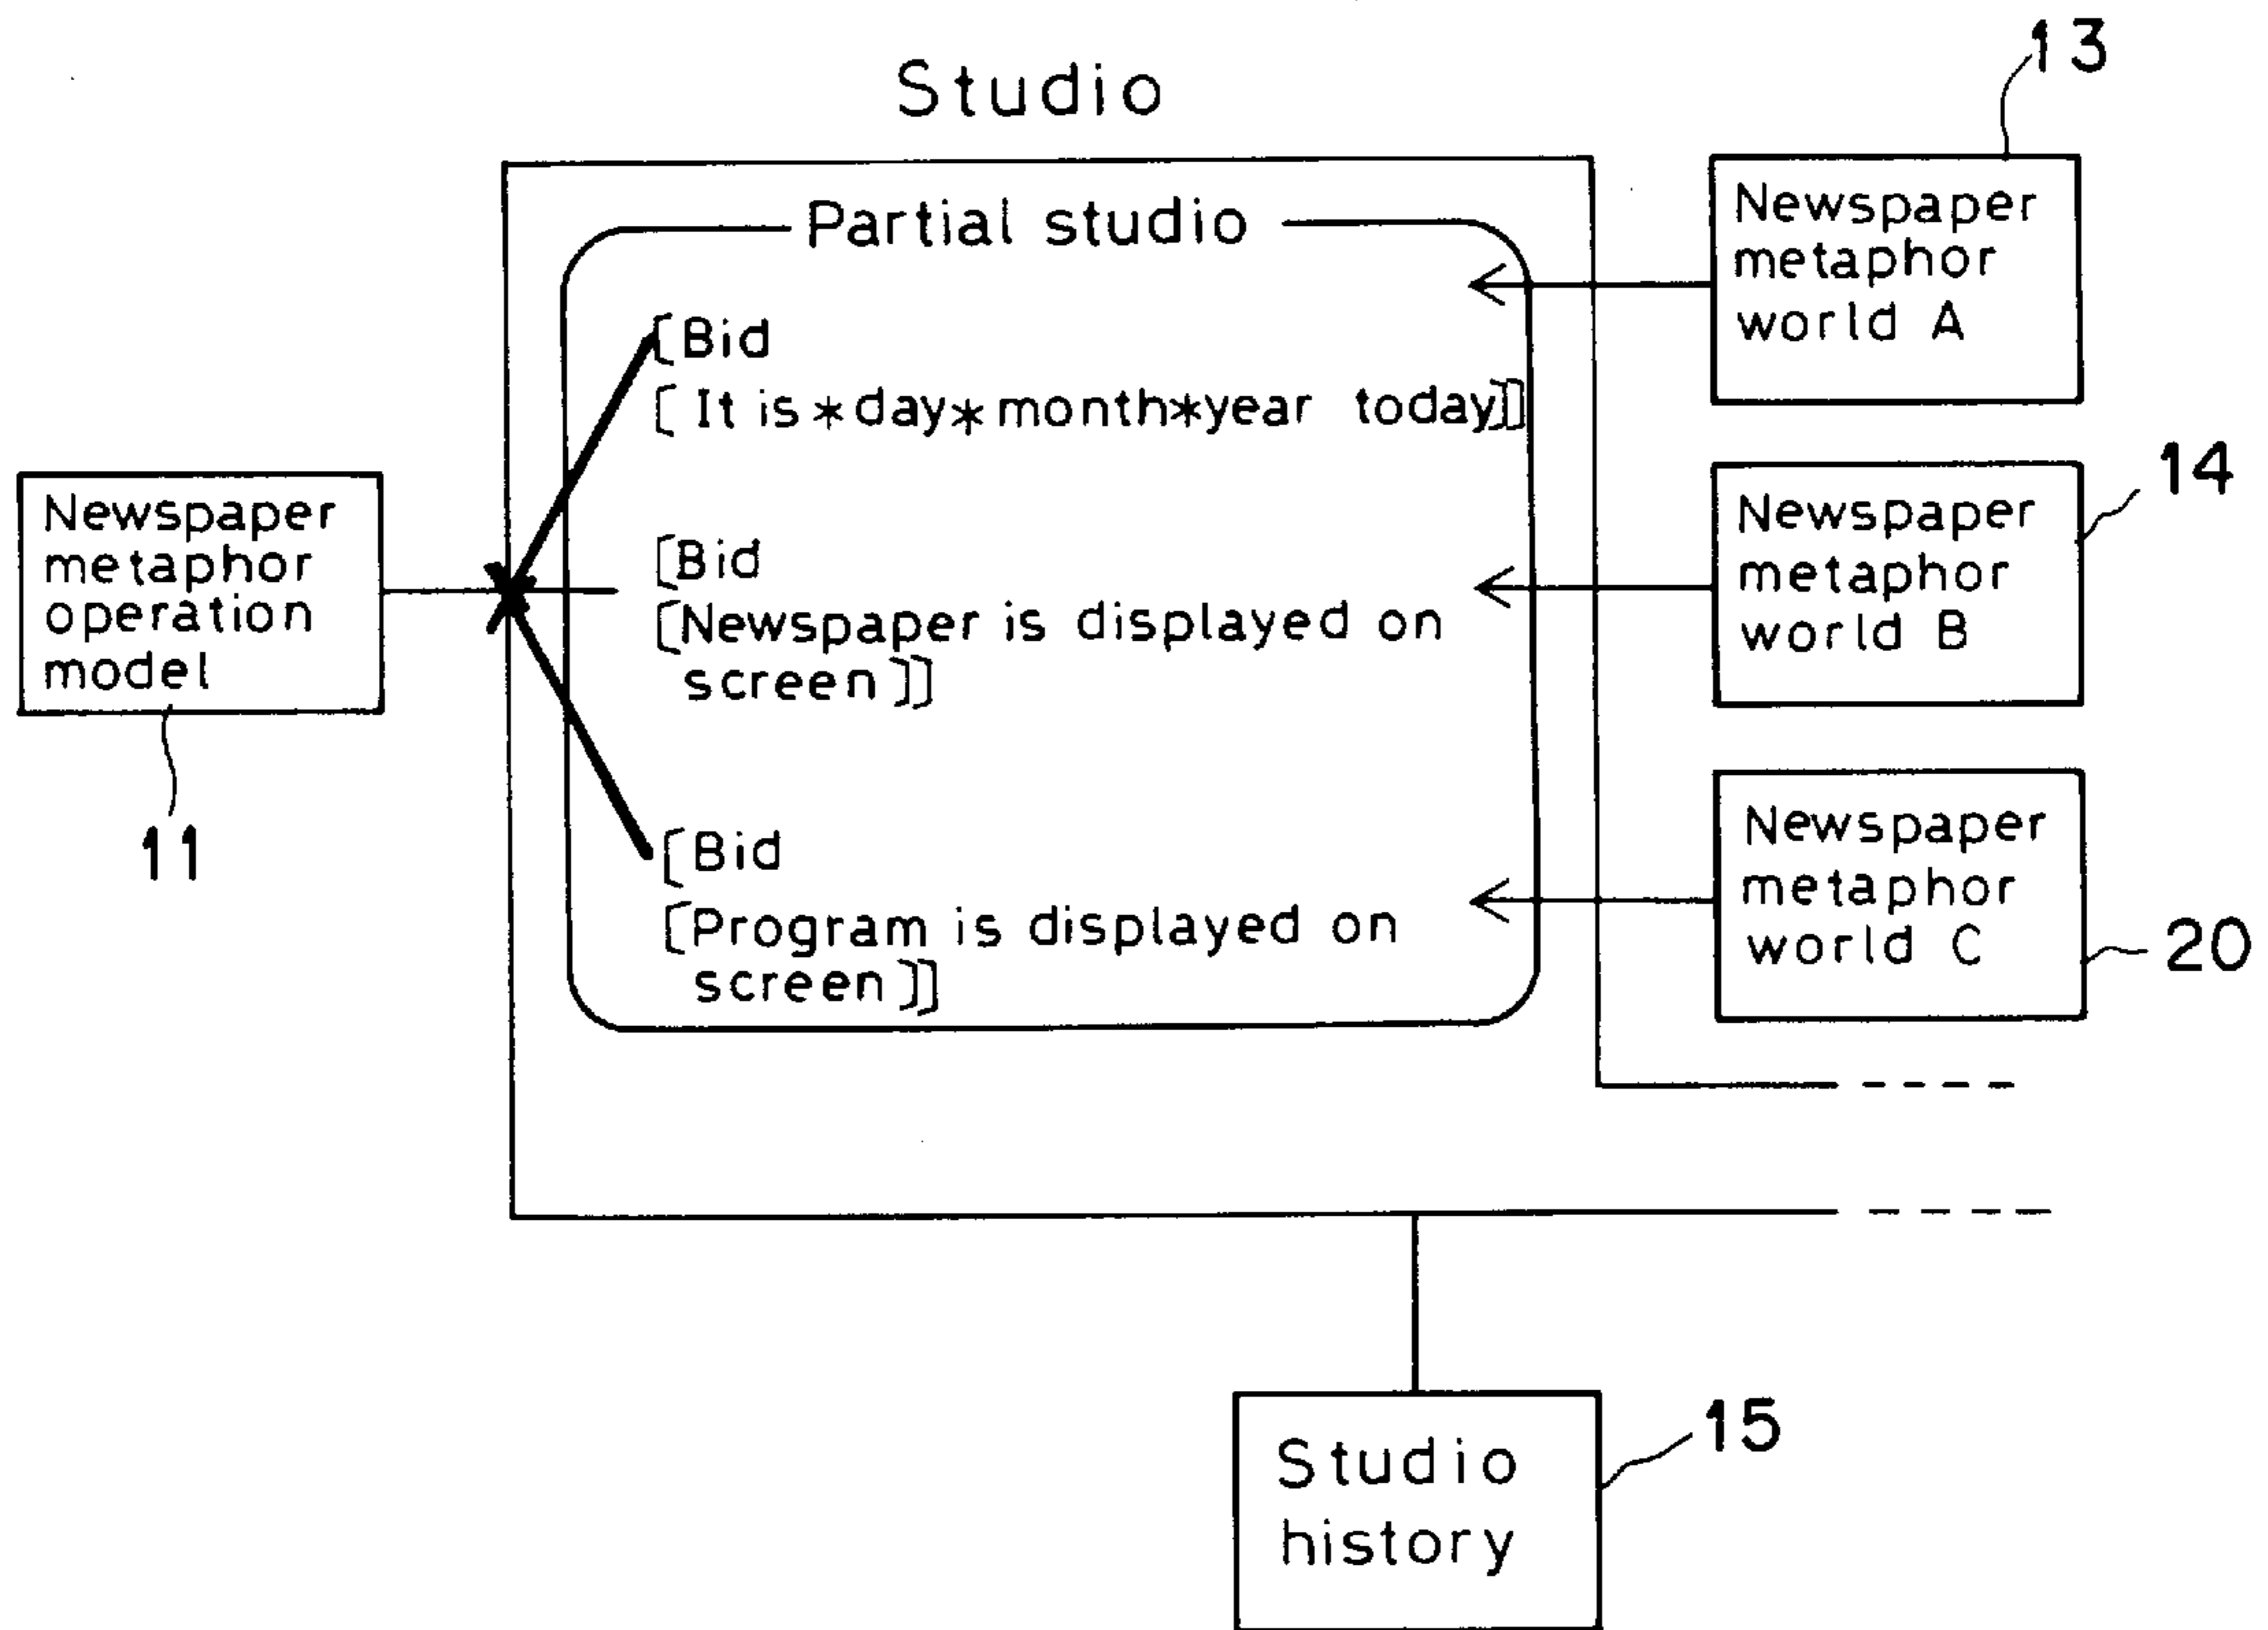 Studio
13
Partial studio
Newspaper
metaphor
world A
[Bid
[ It is *day* month*year today]]
14
Newspaper
metaphor
world B
Newspaper
metaphor
operation
model
11
[Bid
[Newspaper is displayed on
screen]]
[Bid
[Program is displayed on
screen]]
Newspaper
metaphor
world C
20
15
Studio
history